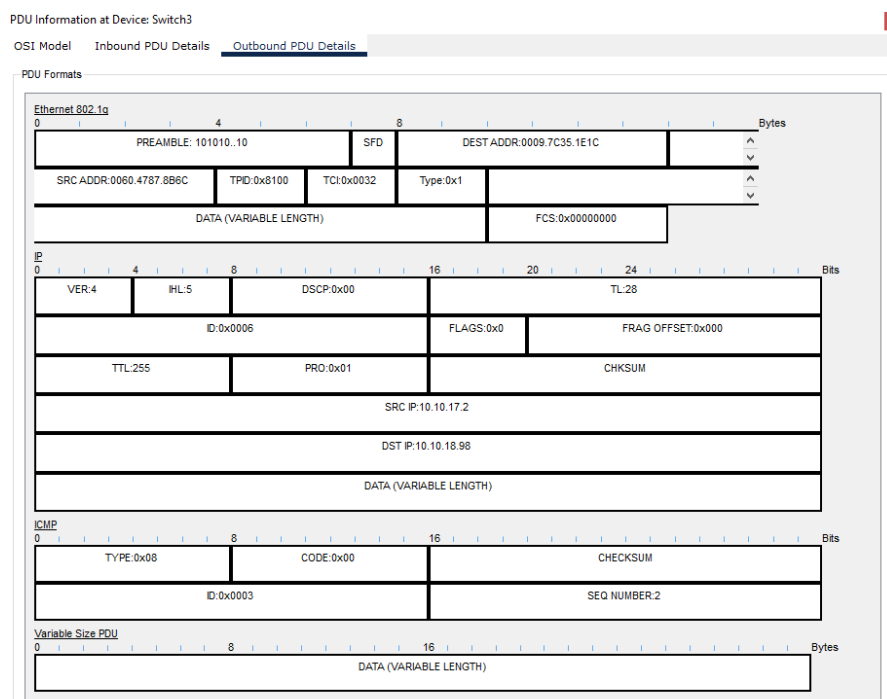 PDU Information at Device: Switch3
OSI Model Inbound PDU Details Outbound PDU Details
PDU Formats
Ethernet 802.1q
0 4 8 Bytes
PREAMBLE: 101010..10 SFD DEST ADDR:0009.7C35.1E1C
SRC ADDR:0060.4787.8B6C TPID:0x8100 TCI:0x0032 Type:0x1
DATA (VARIABLE LENGTH) FCS:0x00000000
IP
0 4 8 16 20 24 Bits
VER:4 IHL:5 DSCP:0x00 TL:28
ID:0x0006 FLAGS:0x0 FRAG OFFSET:0x000
TTL:255 PRO:0x01 CHKSUM
SRC IP:10.10.17.2
DST IP:10.10.18.98
DATA (VARIABLE LENGTH)
ICMP
0 8 16 Bits
TYPE:0x08 CODE:0x00 CHECKSUM
ID:0x0003 SEQ NUMBER:2
Variable Size PDU
0 8 16 Bytes
DATA (VARIABLE LENGTH)